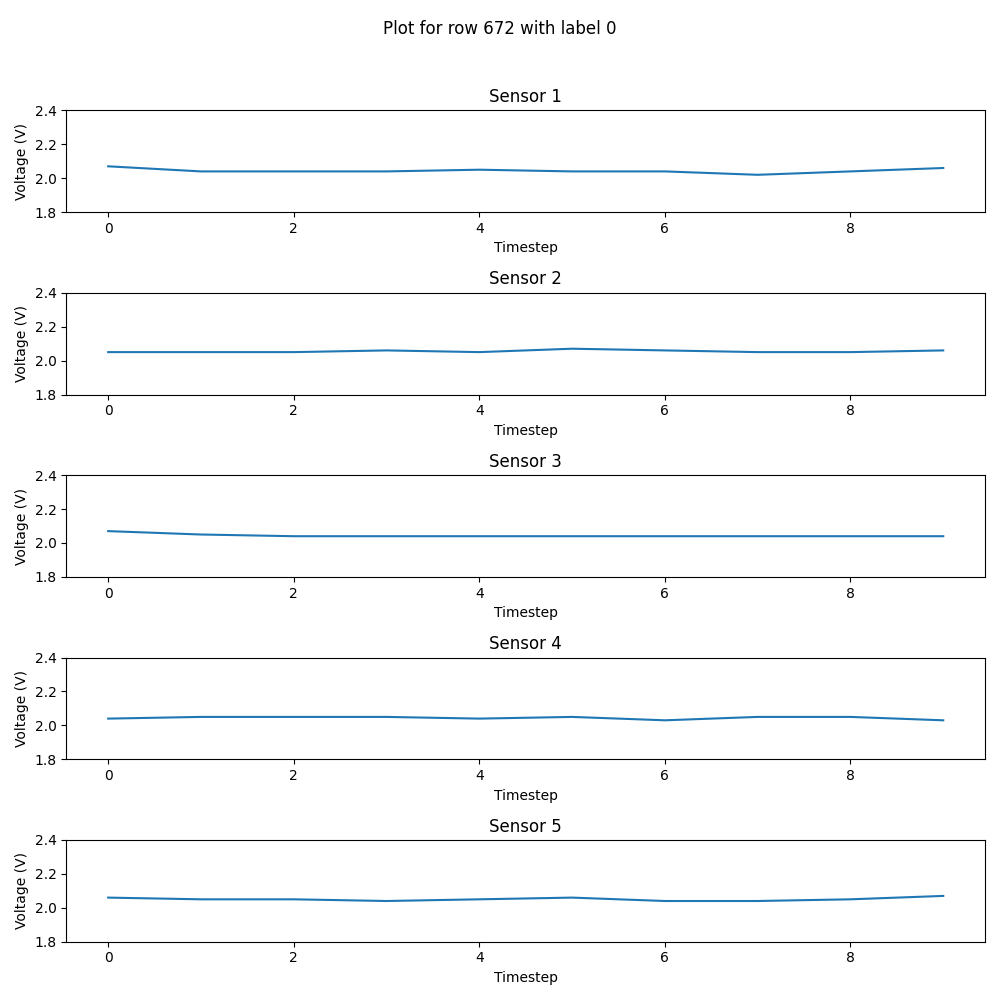 Plot for row 672 with label 0
Sensor 1
2.4
2.2
2.0
1.8
Voltage (V)
0 2 4 6 8
Timestep
Sensor 2
2.4
2.2
2.0
1.8
Voltage (V)
0 2 4 6 8
Timestep
Sensor 3
2.4
2.2
2.0
1.8
Voltage (V)
0 2 4 6 8
Timestep
Sensor 4
2.4
2.2
2.0
1.8
Voltage (V)
0 2 4 6 8
Timestep
Sensor 5
2.4
2.2
2.0
1.8
Voltage (V)
0 2 4 6 8
Timestep